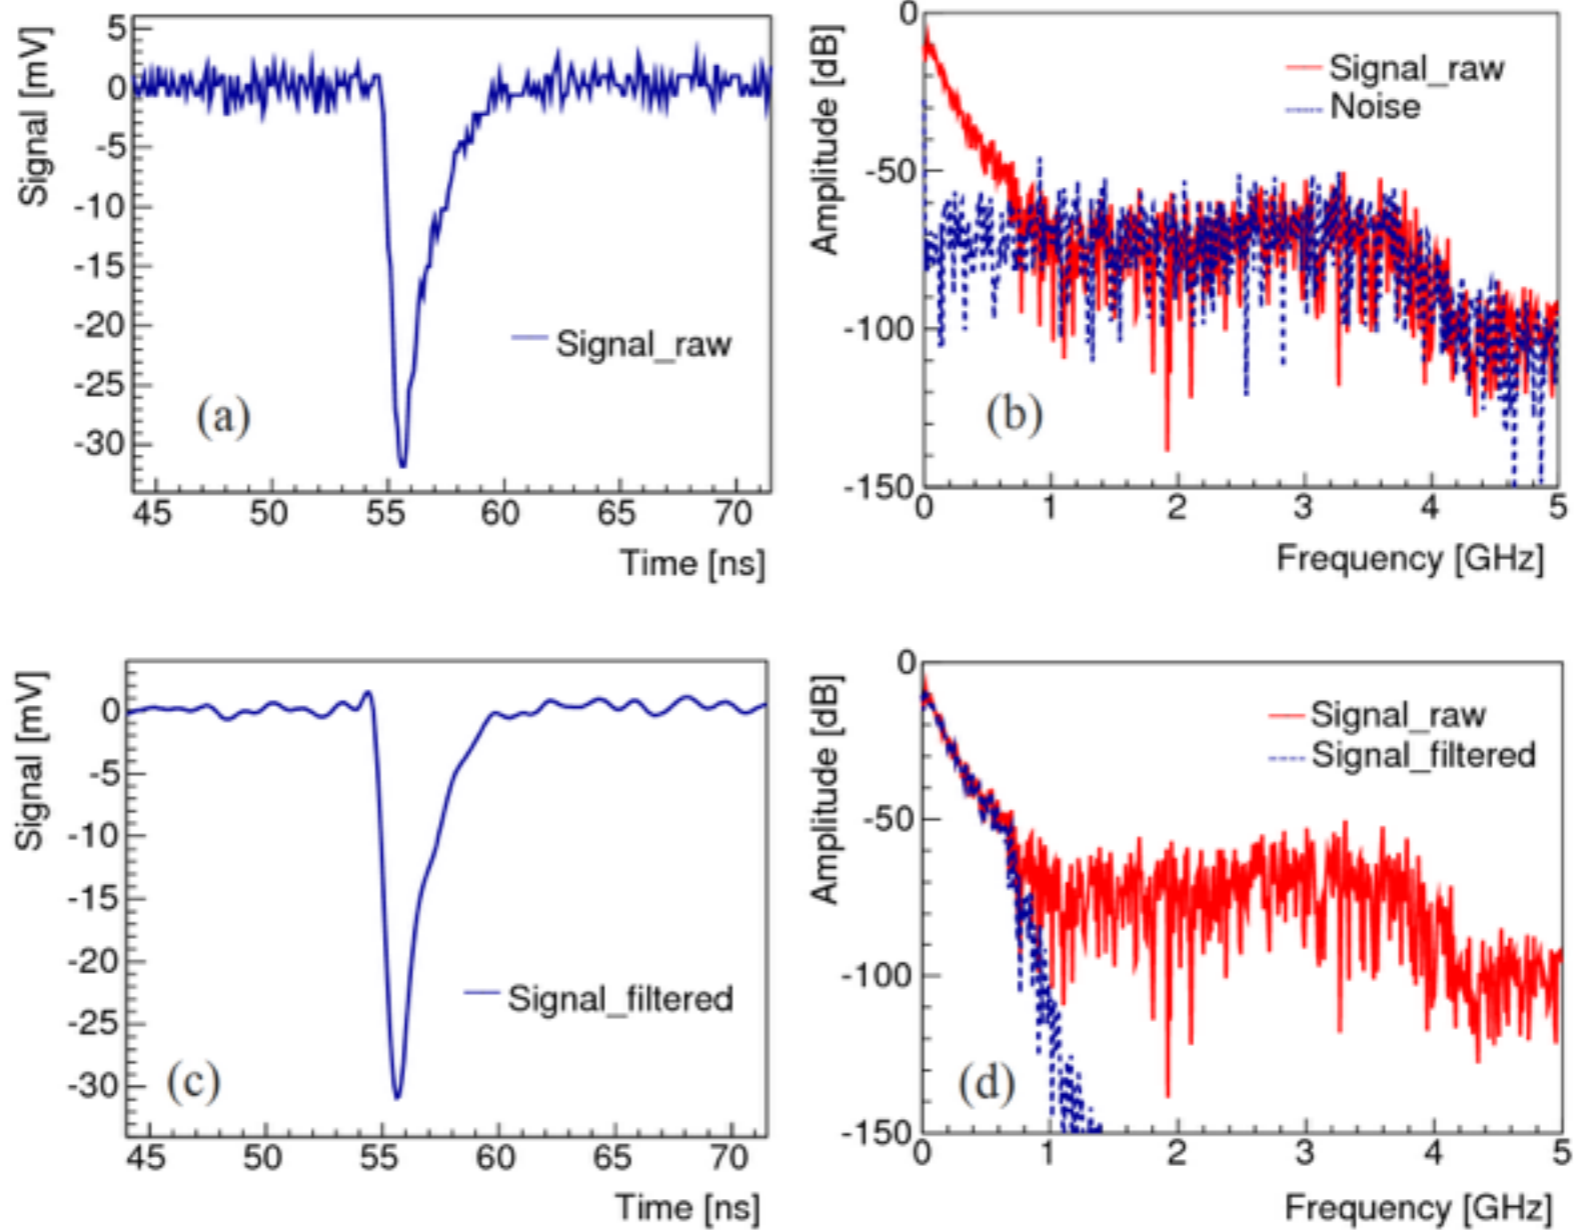 Signal [mV]
5
0
-5
-10
-15
-20
-25
-30
Signal_raw
(a)
45 50 55 60 65 70
Time [ns]
Amplitude [dB]
0
-50
-100
-150
Signal_raw
Noise
(b)
0 1 2 3 4 5
Frequency [GHz]
Signal [mV]
0
-5
-10
-15
-20
-25
-30
Signal_filtered
(c)
45 50 55 60 65 70
Time [ns]
Amplitude [dB]
0
-50
-100
-150
Signal_raw
Signal_filtered
(d)
0 1 2 3 4 5
Frequency [GHz]